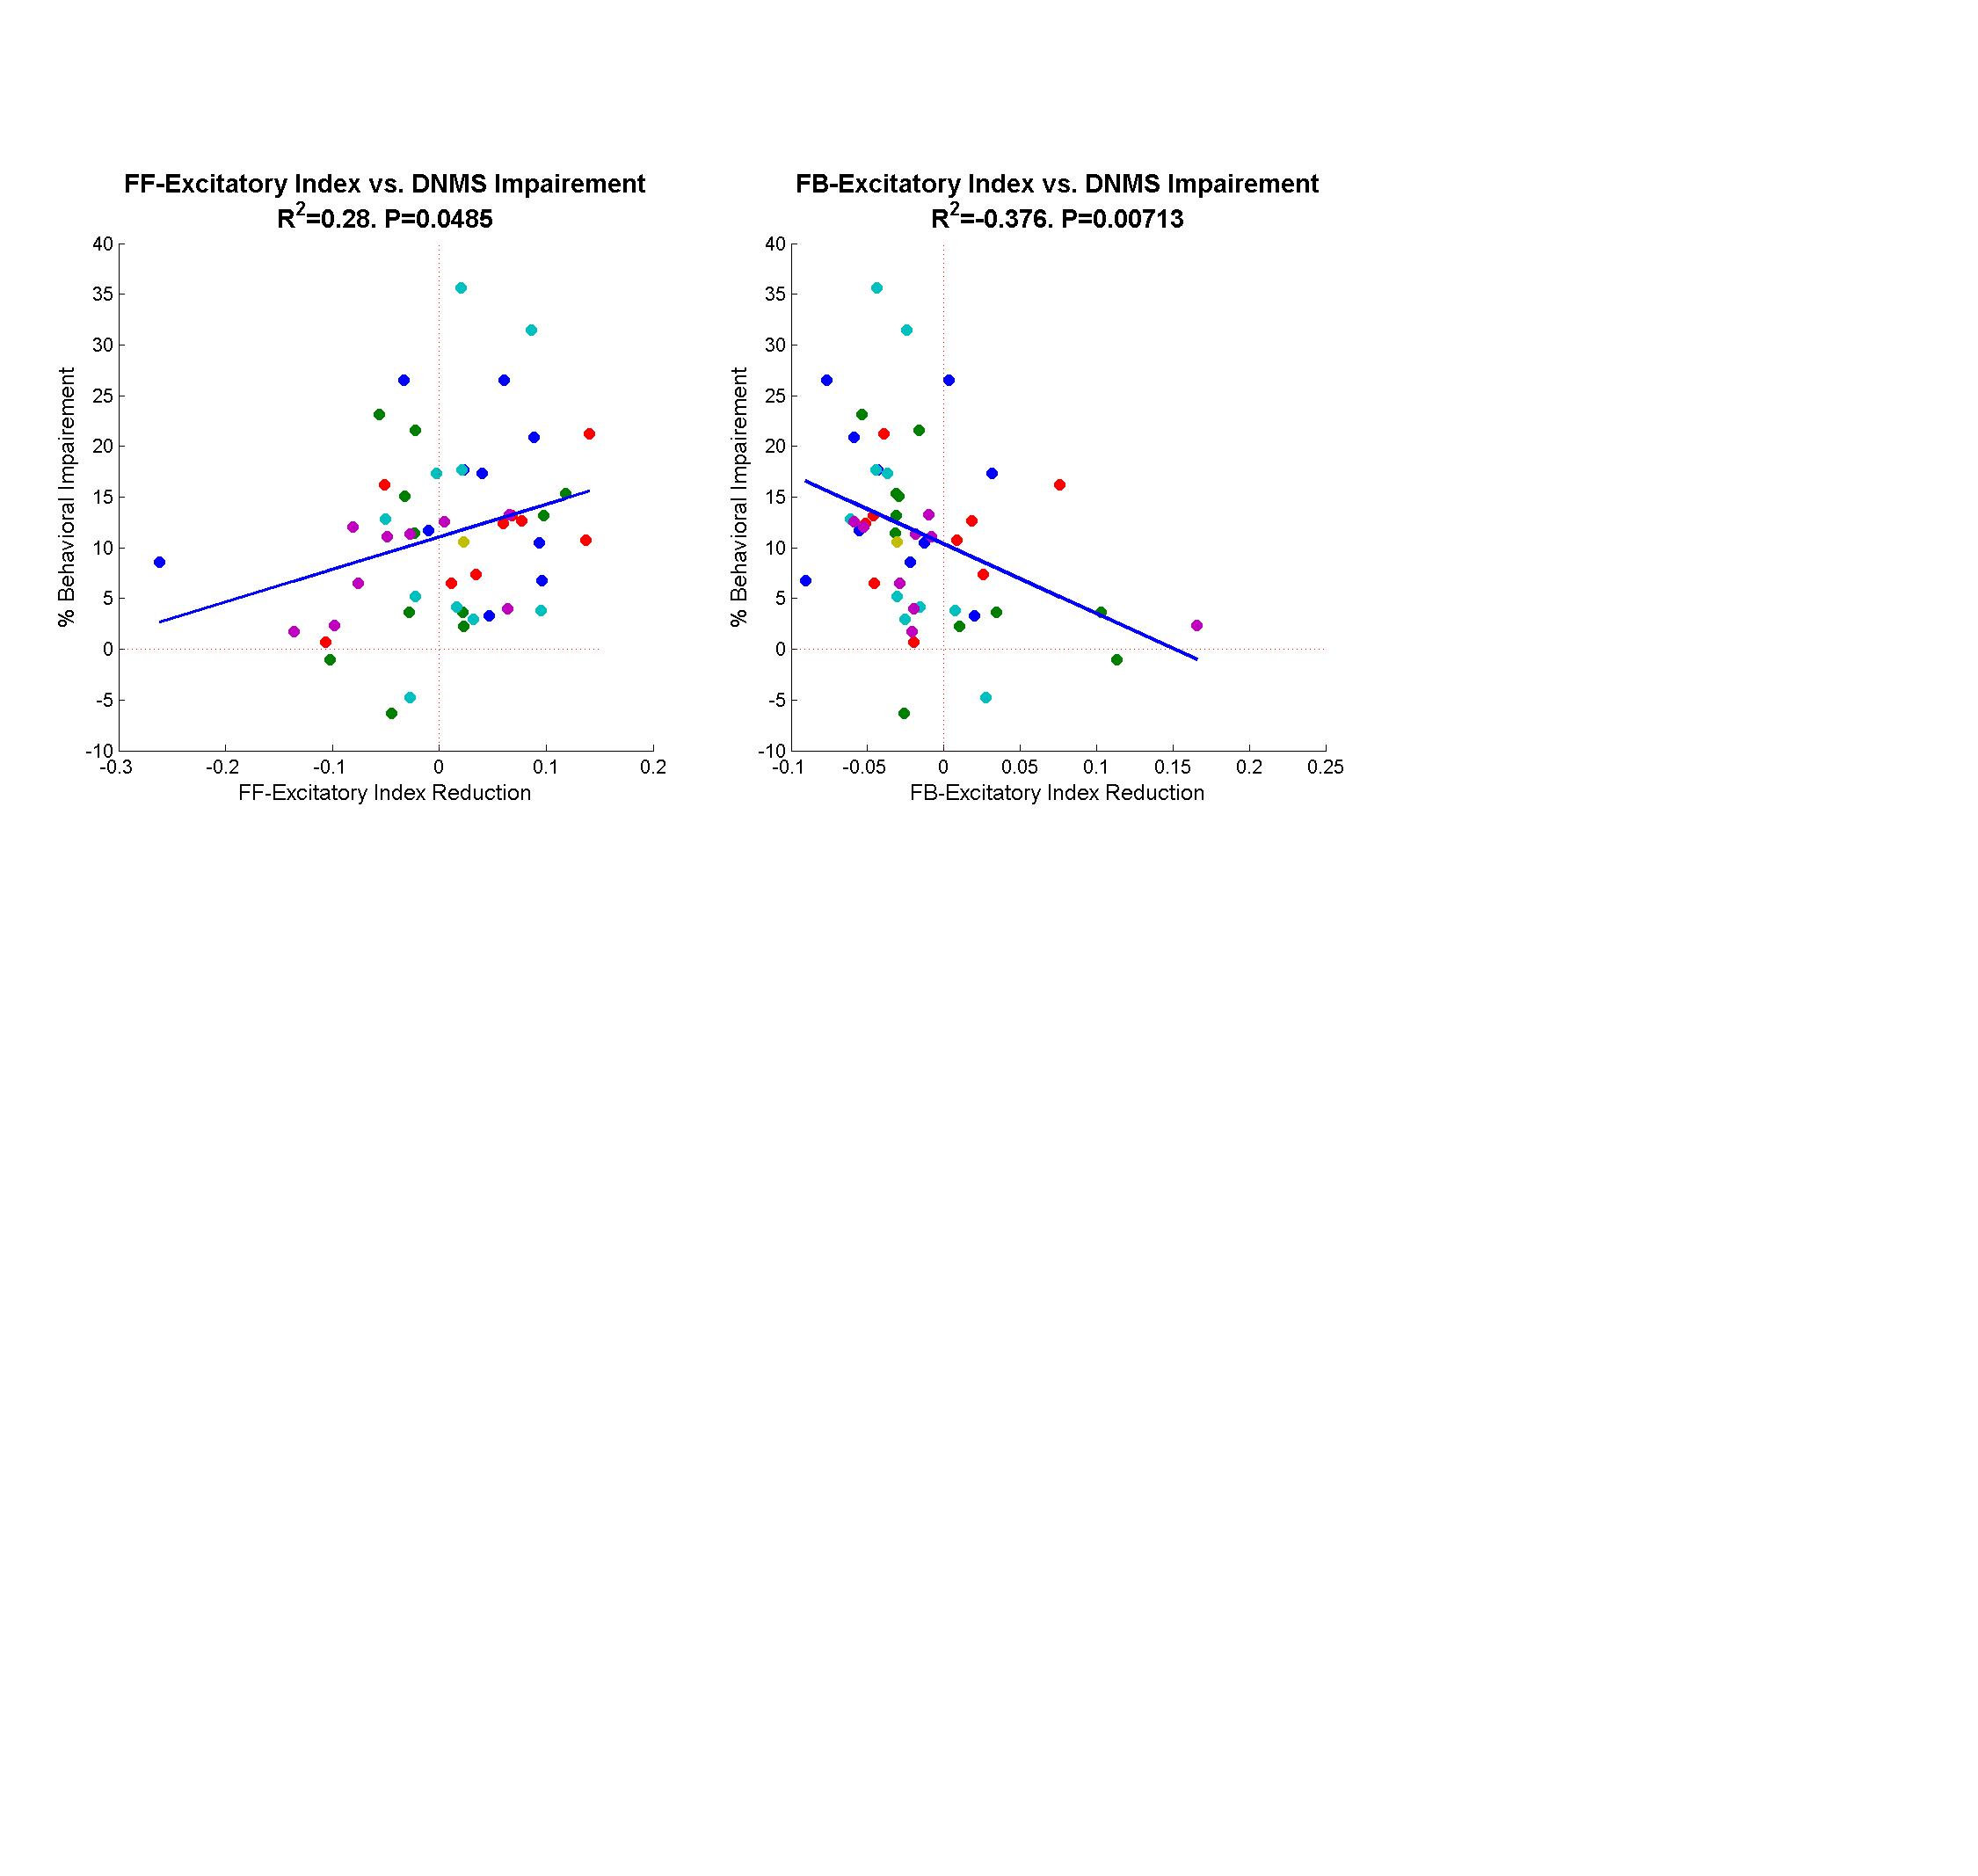 FF-Excitatory Index vs. DNMS Impairement
R²=0.28. P=0.0485
40
35
30
25
20
15
10
5
0
-5
-10
% Behavioral Impairement
-0.3 -0.2 -0.1 0 0.1 0.2
FF-Excitatory Index Reduction
FB-Excitatory Index vs. DNMS Impairement
R²=-0.376. P=0.00713
40
35
30
25
20
15
10
5
0
-5
-10
% Behavioral Impairement
-0.1 -0.05 0 0.05 0.1 0.15 0.2 0.25
FB-Excitatory Index Reduction